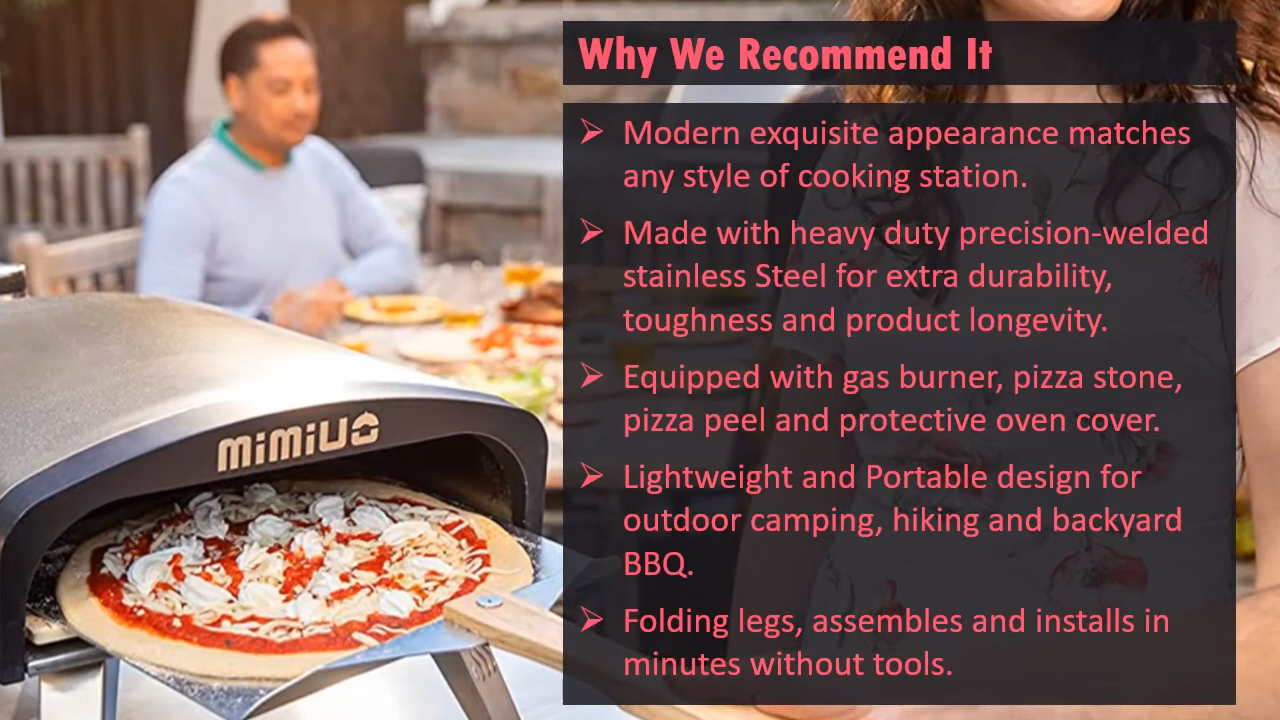 Why We Recommend It
➢ Modern exquisite appearance matches
any style of cooking station.
➢ Made with heavy duty precision-welded
stainless Steel for extra durability,
toughness and product longevity.
➢ Equipped with gas burner, pizza stone,
pizza peel and protective oven cover.
➢ Lightweight and Portable design for
outdoor camping, hiking and backyard
BBQ.
➢ Folding legs, assembles and installs in
minutes without tools.
mimiuo